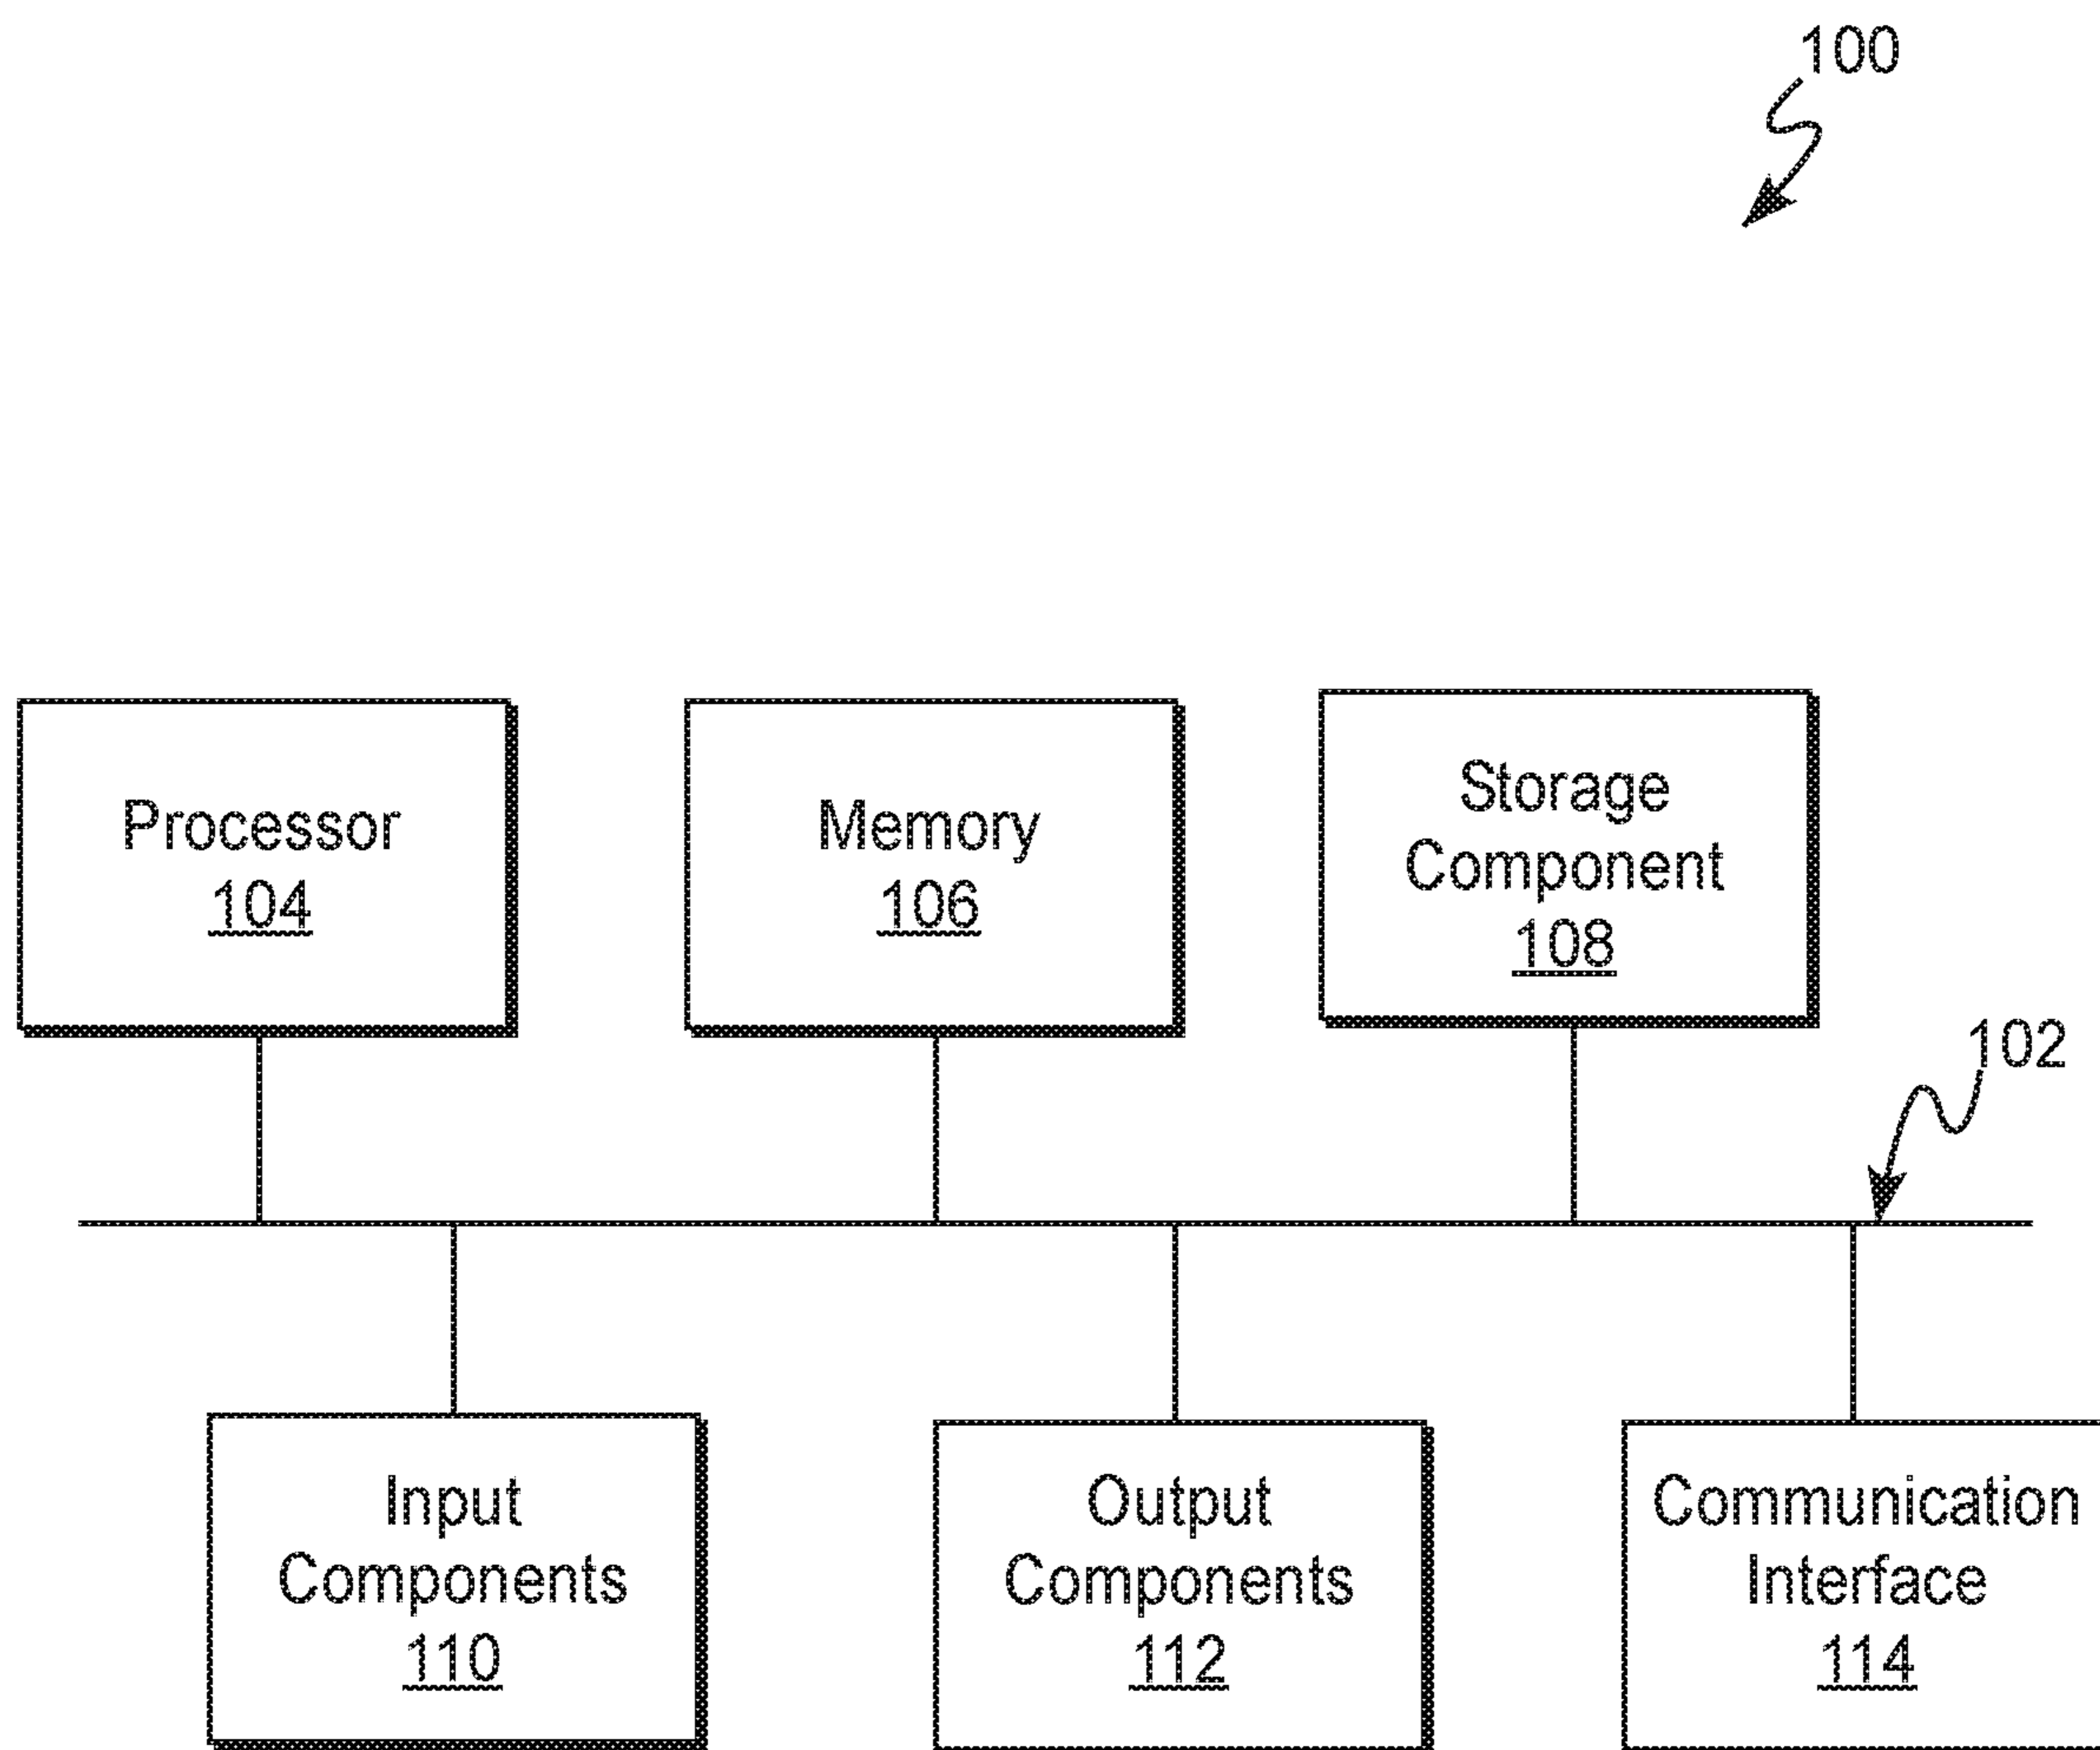 100
Processor
104
Memory
106
Storage
Component
108
102
Input
Components
110
Output
Components
112
Communication
Interface
114